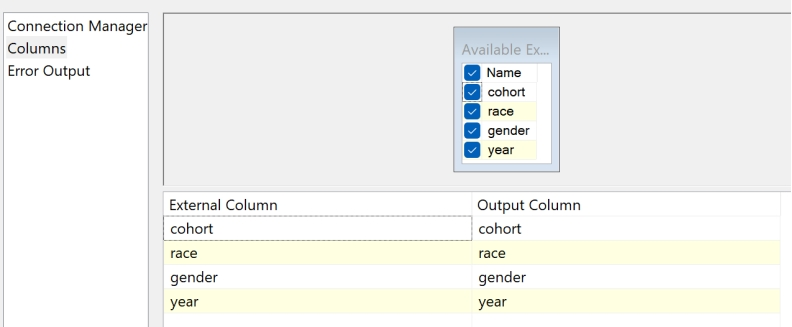 Connection Manager
Columns
Error Output
Available Ex...
Name
cohort
race
gender
year
External Column Output Column
cohort cohort
race race
gender gender
year year